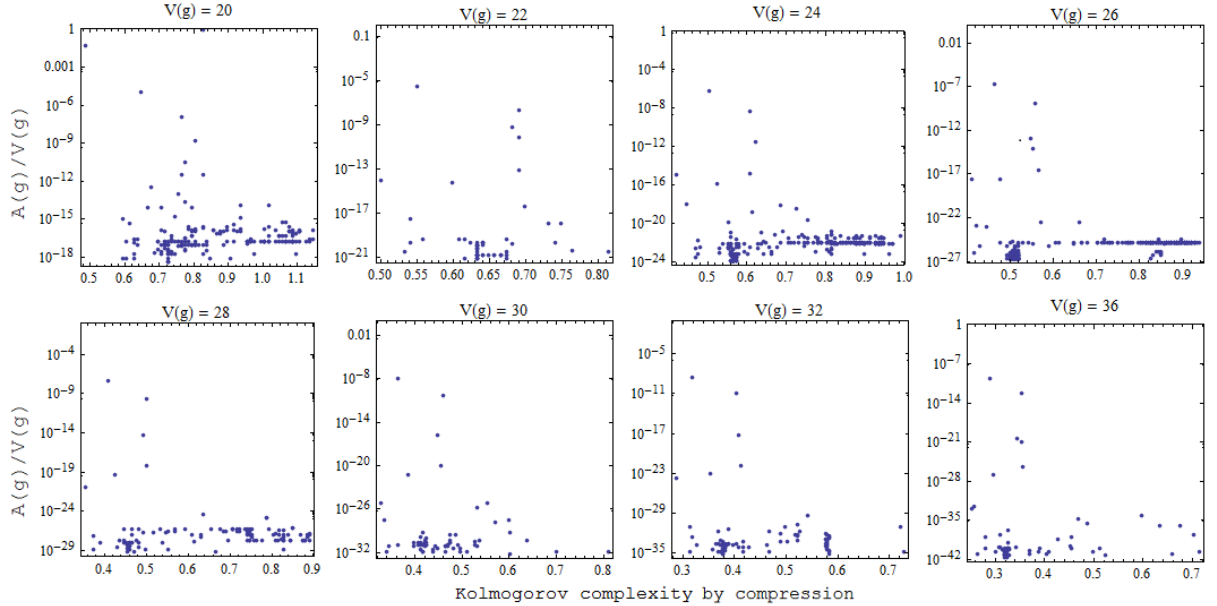 V(g) = 20 V(g) = 22 V(g) = 24 V(g) = 26
1 0.001 10^-6 10^-9 10^-12 10^-15 10^-18
10^-1 10^-5 10^-9 10^-13 10^-17 10^-21
1 10^-4 10^-8 10^-12 10^-16 10^-20 10^-24
0.01 10^-7 10^-12 10^-17 10^-22 10^-27
A(g)/V(g)
0.5 0.6 0.7 0.8 0.9 1.0 1.1
0.50 0.55 0.60 0.65 0.70 0.75 0.80
0.5 0.6 0.7 0.8 0.9 1.0
0.5 0.6 0.7 0.8 0.9
V(g) = 28 V(g) = 30 V(g) = 32 V(g) = 36
10^-4 10^-9 10^-14 10^-19 10^-24 10^-29
0.01 10^-8 10^-14 10^-20 10^-26 10^-32
10^-5 10^-11 10^-17 10^-23 10^-29 10^-35
1 10^-7 10^-14 10^-21 10^-28 10^-35 10^-42
A(g)/V(g)
0.4 0.5 0.6 0.7 0.8 0.9
0.4 0.5 0.6 0.7 0.8
0.3 0.4 0.5 0.6 0.7
0.3 0.4 0.5 0.6 0.7
Kolmogorov complexity by compression